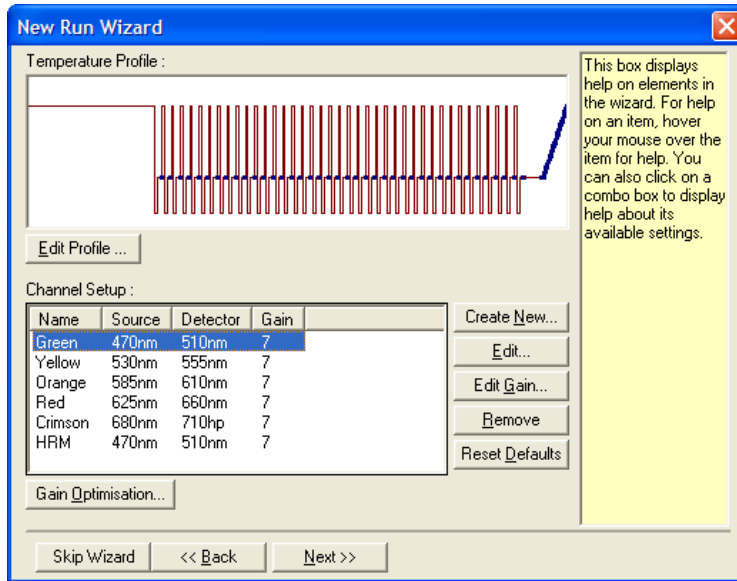 New Run Wizard
Temperature Profile :
Edit Profile ...
Channel Setup :
Name Source Detector Gain
Green 470nm 510nm 7
Yellow 530nm 555nm 7
Orange 585nm 610nm 7
Red 625nm 660nm 7
Crimson 680nm 710hp 7
HRM 470nm 510nm 7
Create New...
Edit...
Edit Gain...
Remove
Reset Defaults
Gain Optimisation...
This box displays
help on elements in
the wizard. For help
on an item, hover
your mouse over the
item for help. You
can also click on a
combo box to display
help about its
available settings.
Skip Wizard
<< Back
Next >>